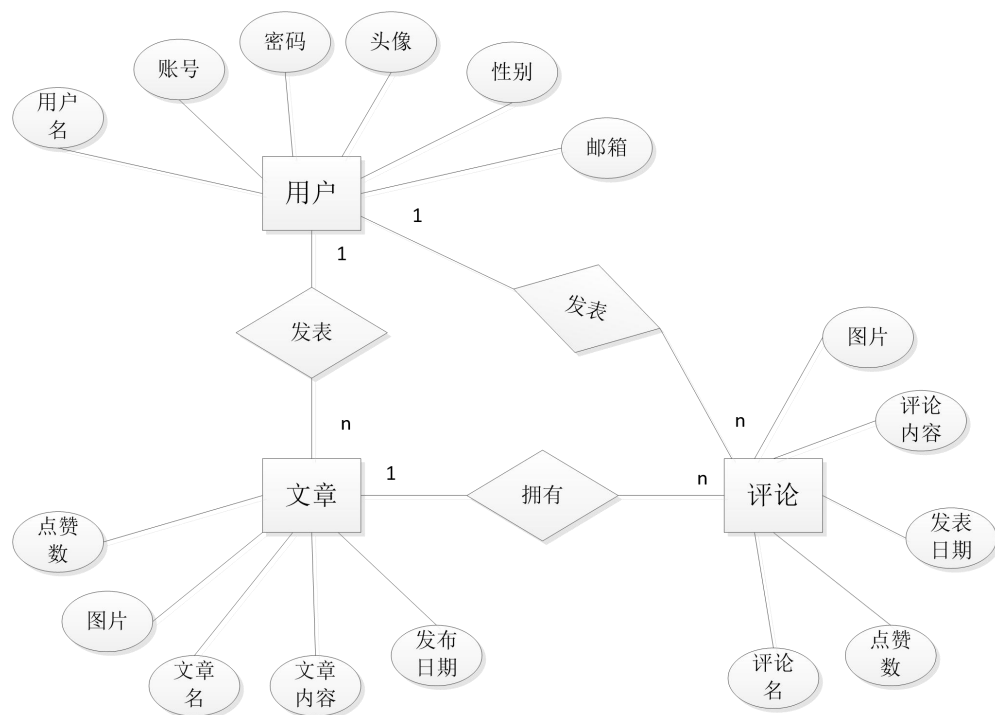 密码
头像
账号
性别
用户
名
邮箱
用户
1
1
发表
发表
图片
n
n
评论
内容
文章
1
拥有
n
评论
点赞
数
发表
日期
图片
发布
日期
点赞
数
文章
名
文章
内容
评论
名